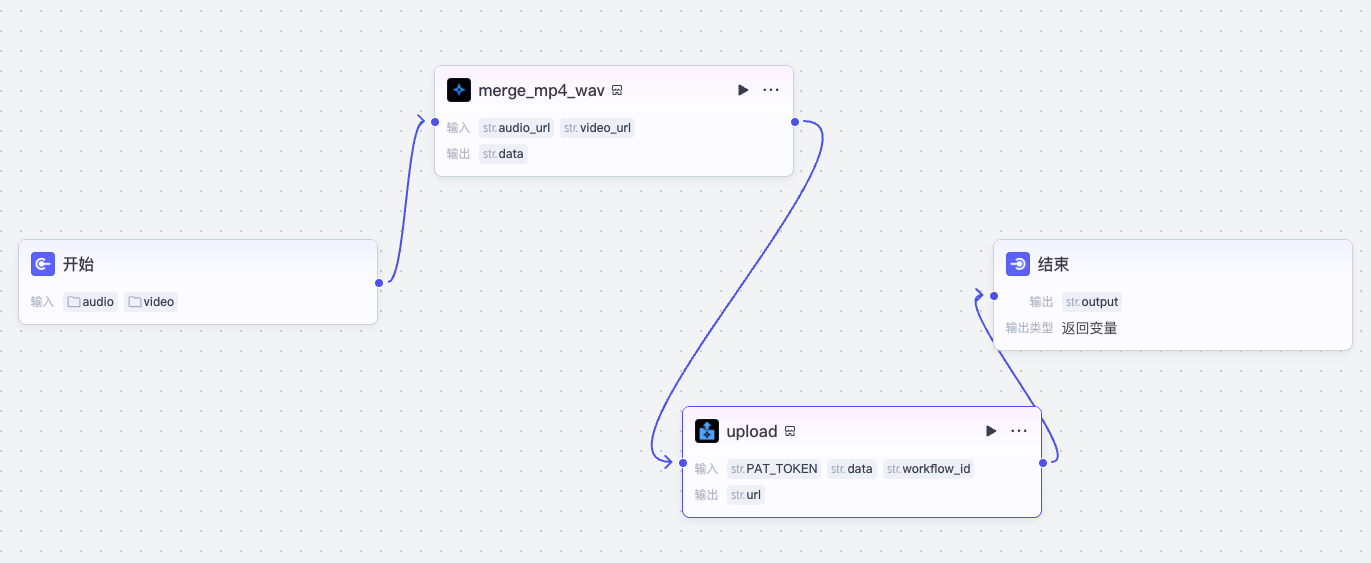 merge_mp4_wav
输入 str.audio_url str.video_url
输出 str.data
开始
输入 audio video
结束
输出 str.output
输出类型 返回变量
upload
输入 str.PAT_TOKEN str.data str.workflow_id
输出 str.url